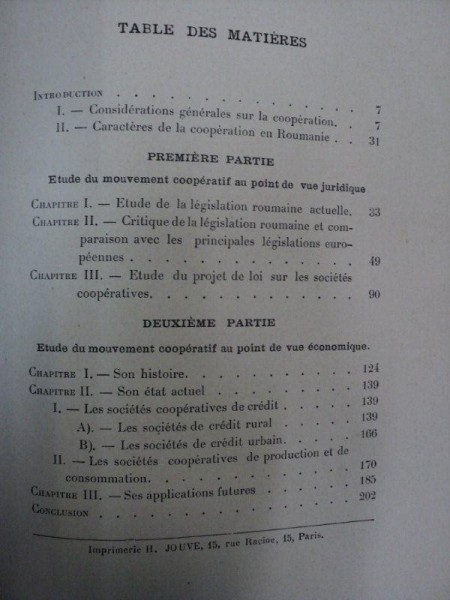 TABLE DES MATIÈRES
INTRODUCTION . . . . . . . . . . . . 7
I. — Considérations générales sur la coopération. . 7
II. — Caractères de la coopération en Roumanie . . 31
PREMIÈRE PARTIE
Etude du mouvement coopératif au point de vue juridique
CHAPITRE I. — Etude de la législation roumaine actuelle. 33
CHAPITRE II. — Critique de la législation roumaine et com-
paraison avec les principales législations euro-
péennes . . . . . . . . . . 49
CHAPITRE III. — Etude du projet de loi sur les sociétés
coopératives. . . . . . . . . . 90
DEUXIÈME PARTIE
Etude du mouvement coopératif au point de vue économique.
CHAPITRE I. — Son histoire. . . . . . . . . 124
CHAPITRE II. — Son état actuel . . . . . . . 139
I. — Les sociétés coopératives de crédit . . . . 139
A). — Les sociétés de crédit rural . . . . 139
B). — Les sociétés de crédit urbain. . . . . 166
II. — Les sociétés coopératives de production et de
consommation. . . . . . . . . . 170
CHAPITRE III. — Ses applications futures . . . . . 185
CONCLUSION . . . . . . . . . . . . 202
Imprimerie H. JOUVE, 15, rue Racine, 15, Paris.